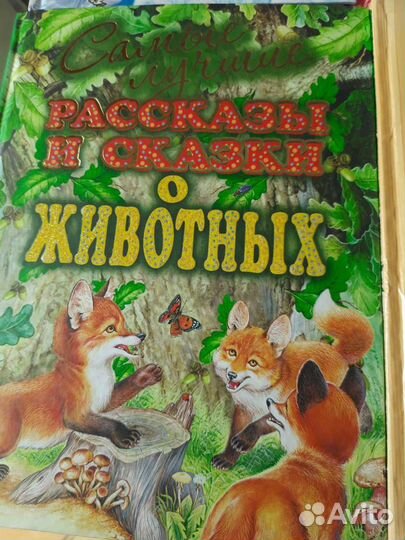 Самые
лучшие
РАССКАЗЫ
И СКАЗКИ
О
ЖИВОТНЫХ
Avito